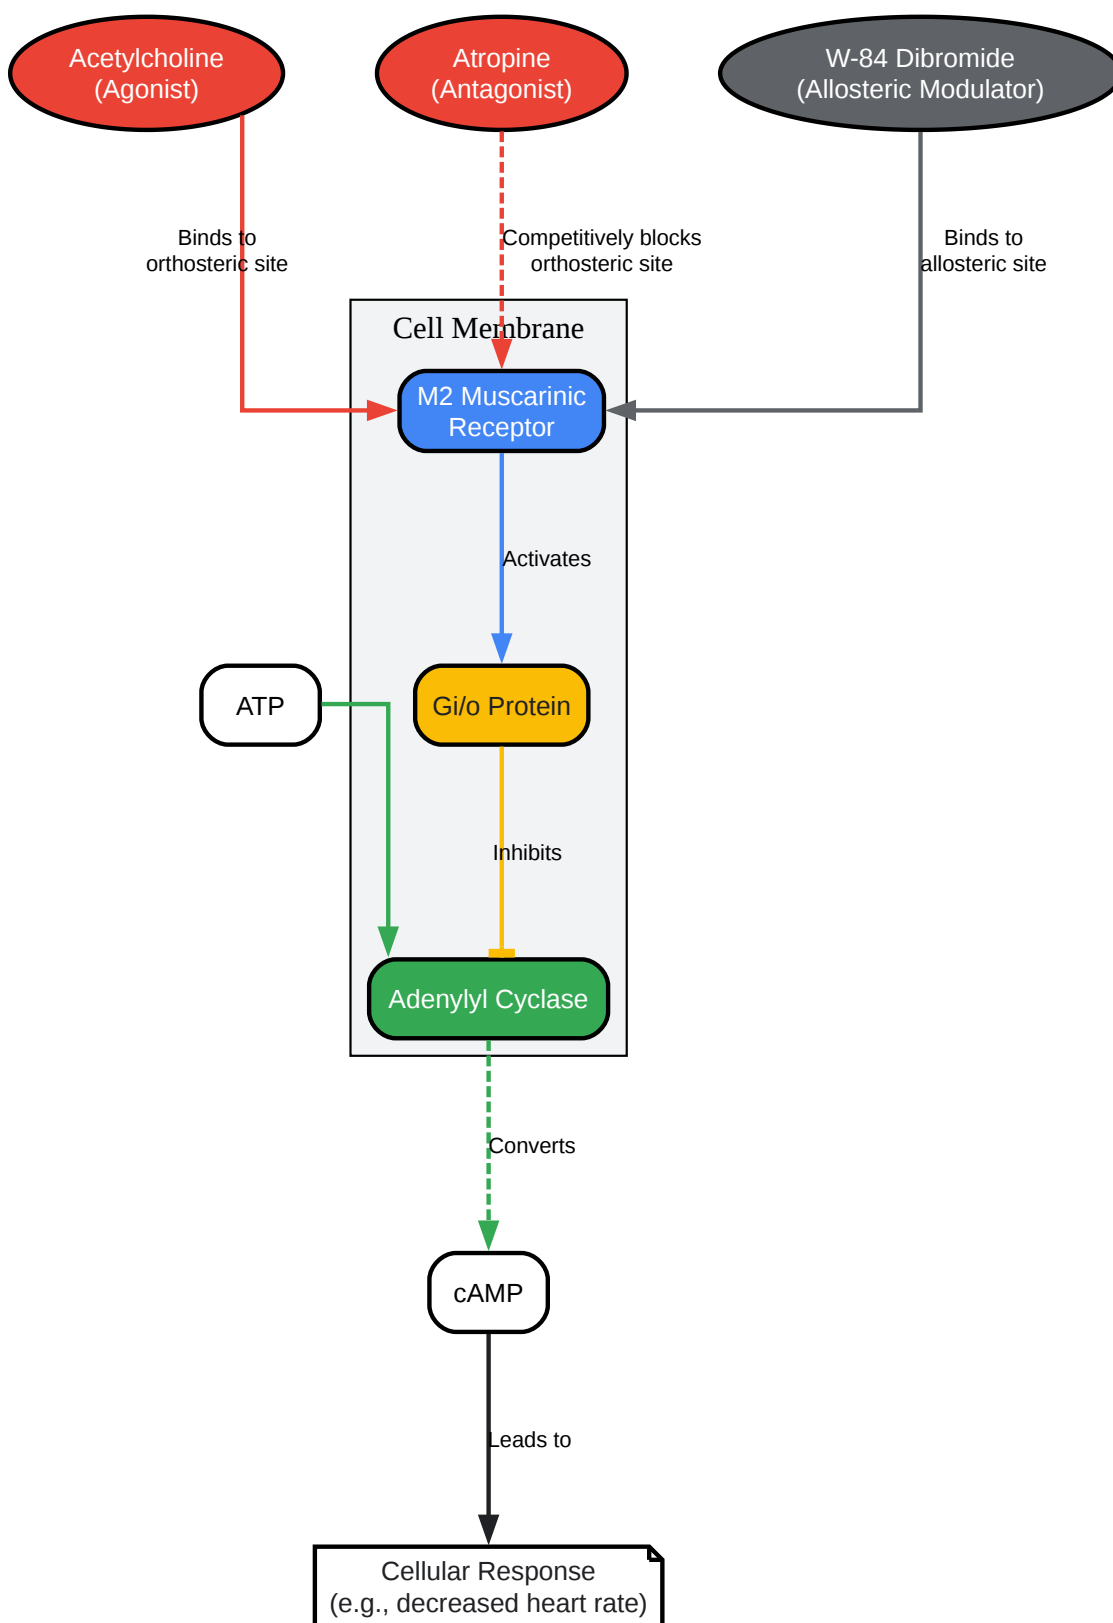 Acetylcholine
(Agonist)
Atropine
(Antagonist)
W-84 Dibromide
(Allosteric Modulator)
Binds to
orthosteric site
Competitively blocks
orthosteric site
Binds to
allosteric site
Cell Membrane
M2 Muscarinic
Receptor
Activates
ATP
Gi/o Protein
Inhibits
Adenylyl Cyclase
Converts
cAMP
Leads to
Cellular Response
(e.g., decreased heart rate)